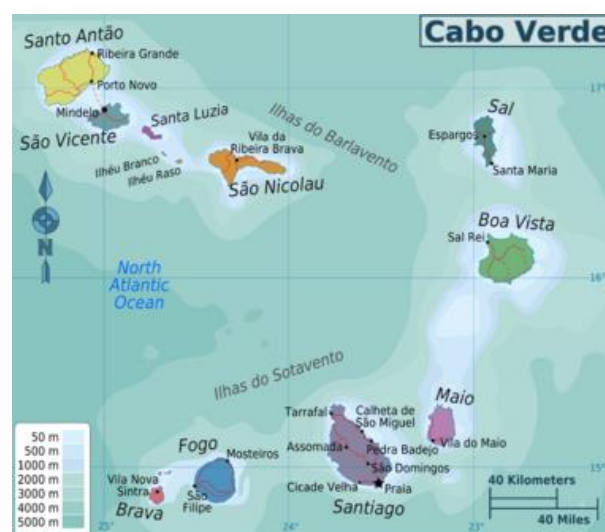 Cabo Verde
Santo Antão
Ribeira Grande
Porto Novo
Mindelo
São Vicente
Santa Luzia
Ilhéu Branco
Ilhéu Raso
Vila da
Ribeira Brava
São Nicolau
Ilhas do Barlavento
Sal
Espargos
Santa Maria
17°
Boa Vista
Sal Rei
16°
N
North
Atlantic
Ocean
Ilhas do Sotavento
Tarrafal
Calheta de
São Miguel
Assomada
Pedra Badejo
São Domingos
Cidade Velha
Praia
Santiago
Maio
Vila do Maio
15°
Fogo
Mosteiros
São
Filipe
Vila Nova
Sintra
Brava
50 m
500 m
1000 m
2000 m
3000 m
4000 m
5000 m
25°
24°
23°
40 Kilometers
40 Miles